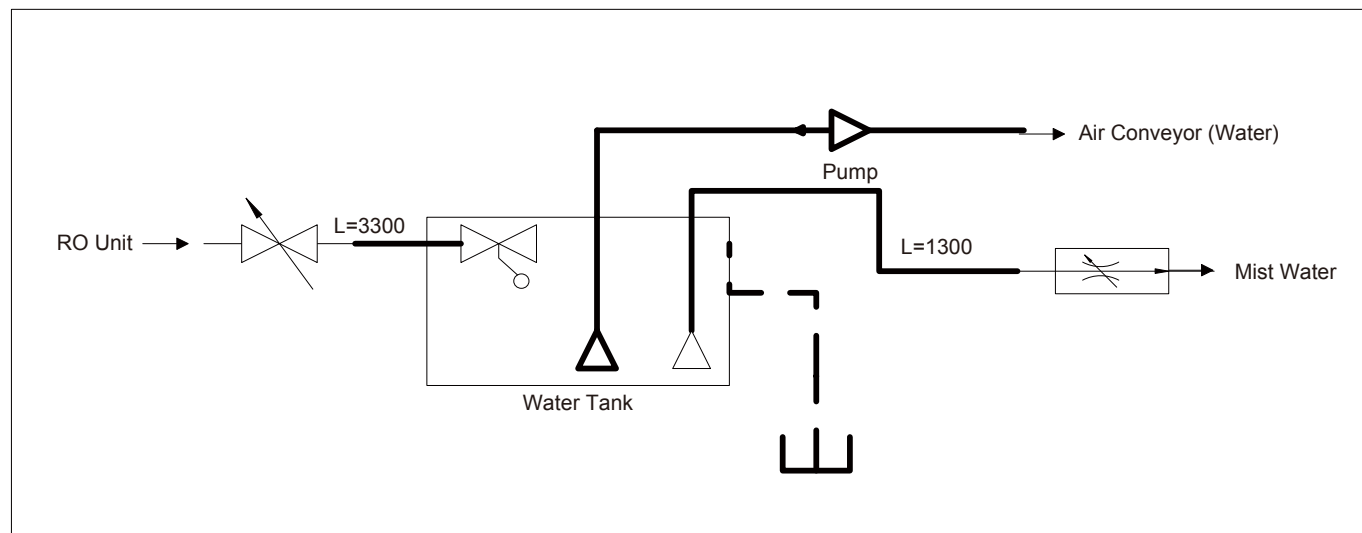 Air Conveyor (Water)
Pump
L=3300
RO Unit
L=1300
Mist Water
Water Tank